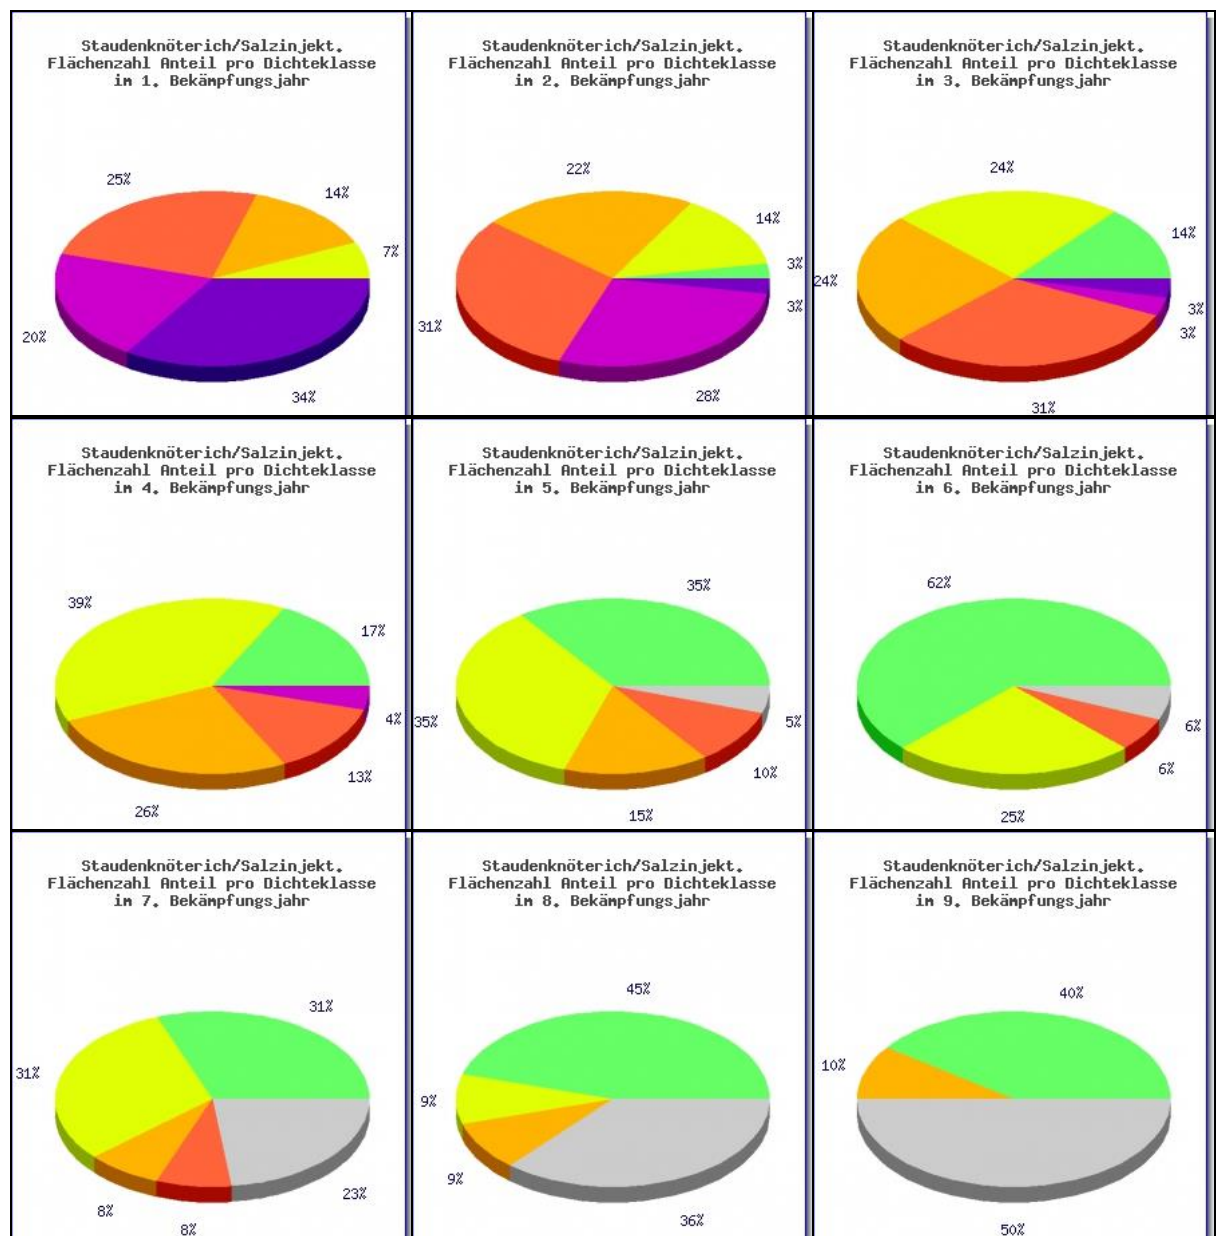 Staudenknöterich/Salzinjekt.
Flächenzahl Anteil pro Dichteklasse
im 1. Bekämpfungsjahr
25%
14%
7%
20%
34%
Staudenknöterich/Salzinjekt.
Flächenzahl Anteil pro Dichteklasse
im 2. Bekämpfungsjahr
22%
14%
3%
3%
31%
28%
Staudenknöterich/Salzinjekt.
Flächenzahl Anteil pro Dichteklasse
im 3. Bekämpfungsjahr
24%
14%
24%
3%
3%
31%
Staudenknöterich/Salzinjekt.
Flächenzahl Anteil pro Dichteklasse
im 4. Bekämpfungsjahr
39%
17%
4%
13%
26%
Staudenknöterich/Salzinjekt.
Flächenzahl Anteil pro Dichteklasse
im 5. Bekämpfungsjahr
35%
35%
5%
10%
15%
Staudenknöterich/Salzinjekt.
Flächenzahl Anteil pro Dichteklasse
im 6. Bekämpfungsjahr
62%
6%
6%
25%
Staudenknöterich/Salzinjekt.
Flächenzahl Anteil pro Dichteklasse
im 7. Bekämpfungsjahr
31%
31%
23%
8%
8%
Staudenknöterich/Salzinjekt.
Flächenzahl Anteil pro Dichteklasse
im 8. Bekämpfungsjahr
45%
9%
9%
36%
Staudenknöterich/Salzinjekt.
Flächenzahl Anteil pro Dichteklasse
im 9. Bekämpfungsjahr
40%
10%
50%